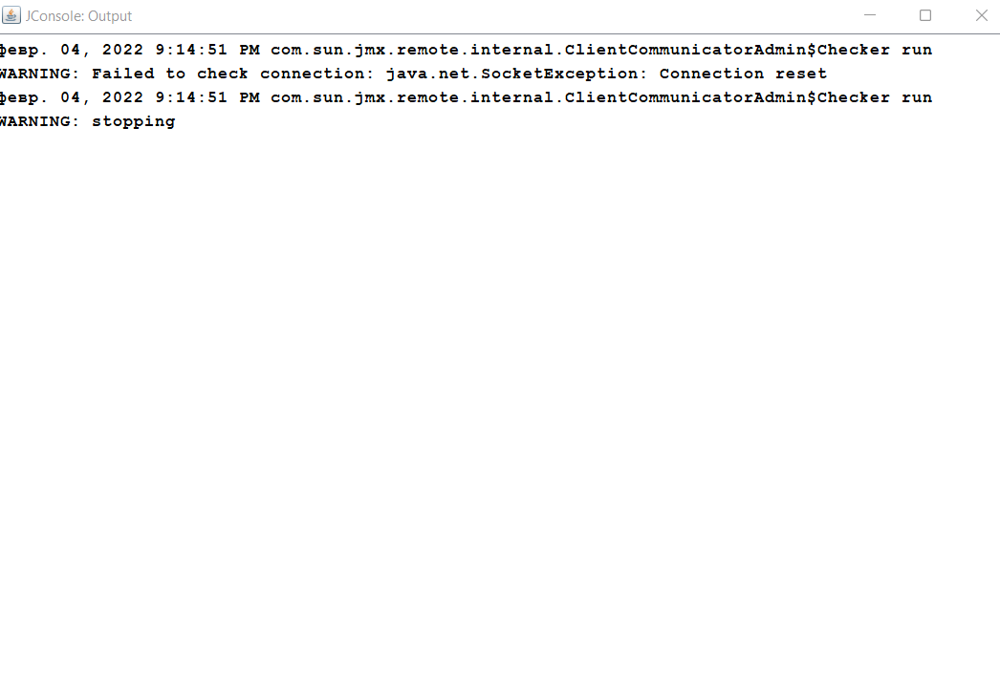 JConsole: Output
февр. 04, 2022 9:14:51 PM com.sun.jmx.remote.internal.ClientCommunicatorAdmin$Checker run
WARNING: Failed to check connection: java.net.SocketException: Connection reset
февр. 04, 2022 9:14:51 PM com.sun.jmx.remote.internal.ClientCommunicatorAdmin$Checker run
WARNING: stopping